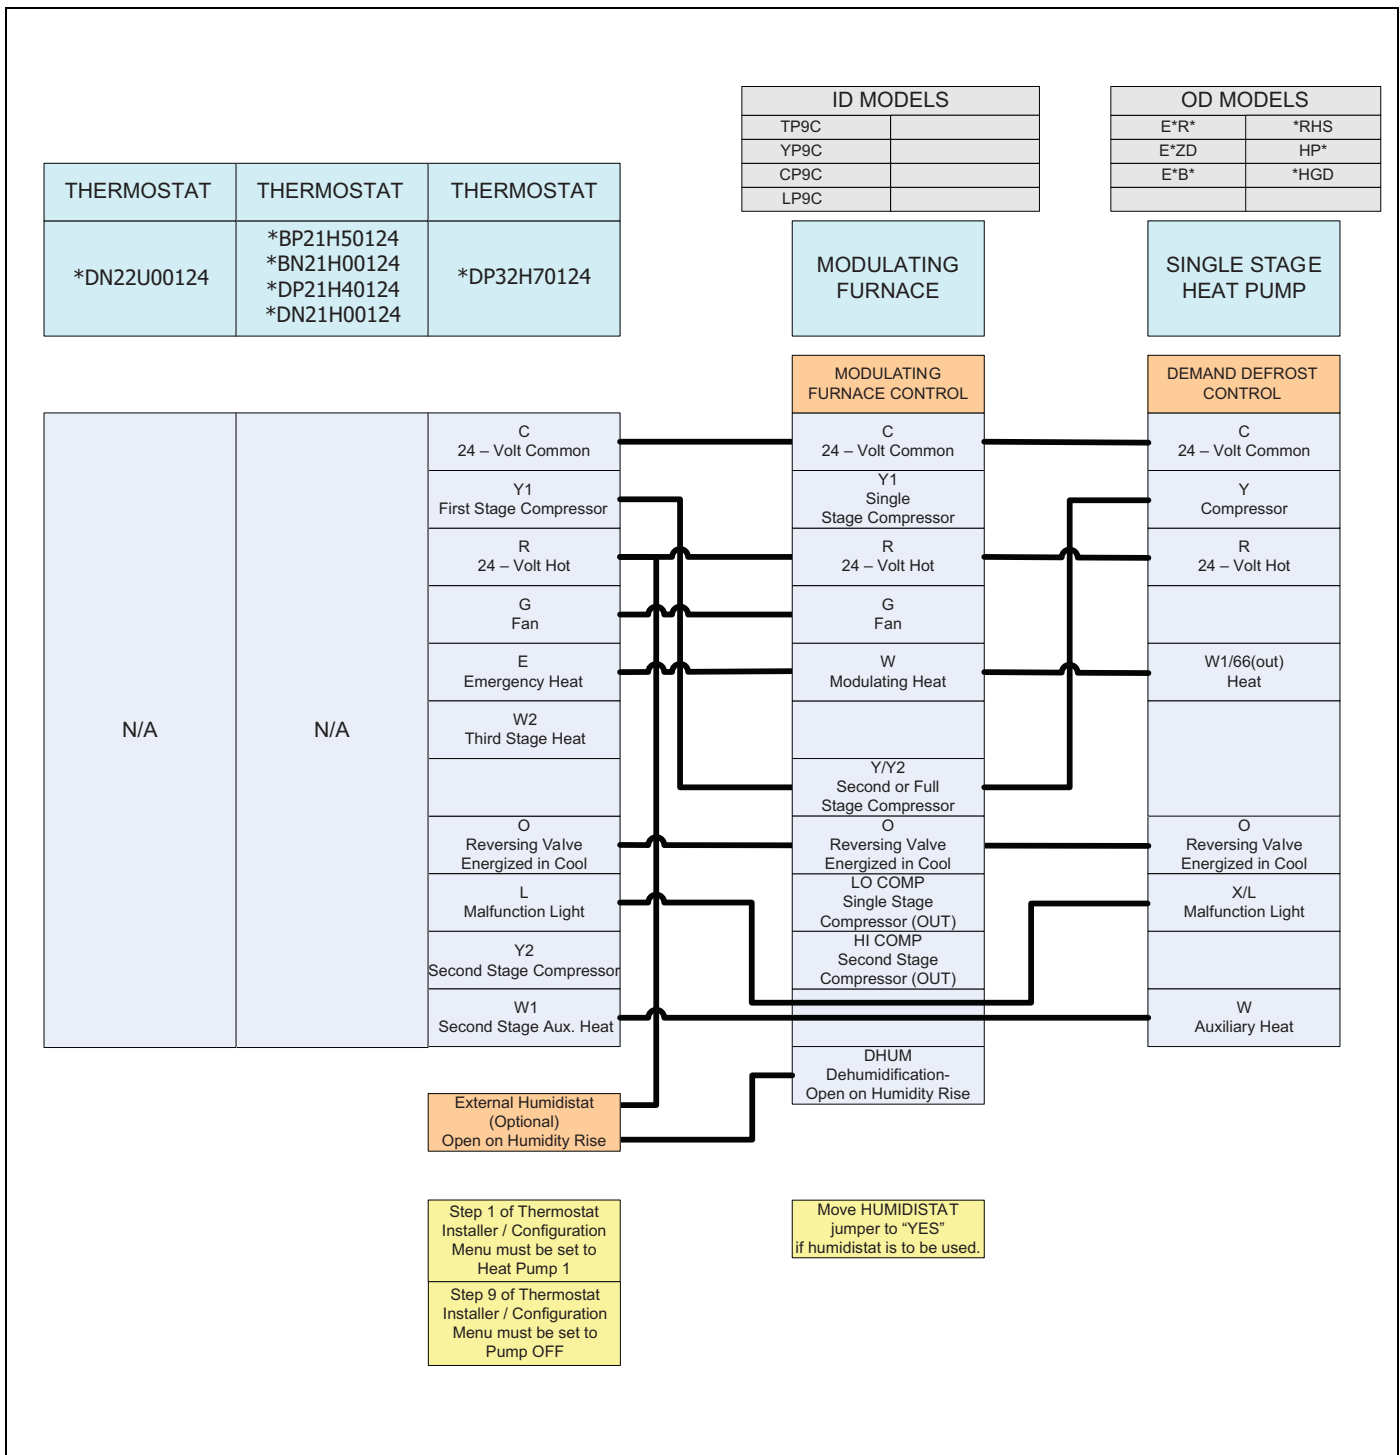 ID MODELS
TP9C
YP9C
CP9C
LP9C
OD MODELS
E*R* *RHS
E*ZD HP*
E*B* *HGD
THERMOSTAT THERMOSTAT THERMOSTAT
*DN22U00124
*BP21H50124
*BN21H00124
*DP21H40124
*DN21H00124
*DP32H70124
MODULATING
FURNACE
SINGLE STAGE
HEAT PUMP
MODULATING
FURNACE CONTROL
DEMAND DEFROST
CONTROL
N/A
N/A
C
24 – Volt Common
Y1
First Stage Compressor
R
24 – Volt Hot
G
Fan
E
Emergency Heat
W2
Third Stage Heat
O
Reversing Valve
Energized in Cool
L
Malfunction Light
Y2
Second Stage Compressor
W1
Second Stage Aux. Heat
External Humidistat
(Optional)
Open on Humidity Rise
C
24 – Volt Common
Y1
Single
Stage Compressor
R
24 – Volt Hot
G
Fan
W
Modulating Heat
Y/Y2
Second or Full
Stage Compressor
O
Reversing Valve
Energized in Cool
LO COMP
Single Stage
Compressor (OUT)
HI COMP
Second Stage
Compressor (OUT)
DHUM
Dehumidification-
Open on Humidity Rise
C
24 – Volt Common
Y
Compressor
R
24 – Volt Hot
W1/66(out)
Heat
O
Reversing Valve
Energized in Cool
X/L
Malfunction Light
W
Auxiliary Heat
Step 1 of Thermostat
Installer / Configuration
Menu must be set to
Heat Pump 1
Step 9 of Thermostat
Installer / Configuration
Menu must be set to
Pump OFF
Move HUMIDISTAT
jumper to “YES”
if humidistat is to be used.